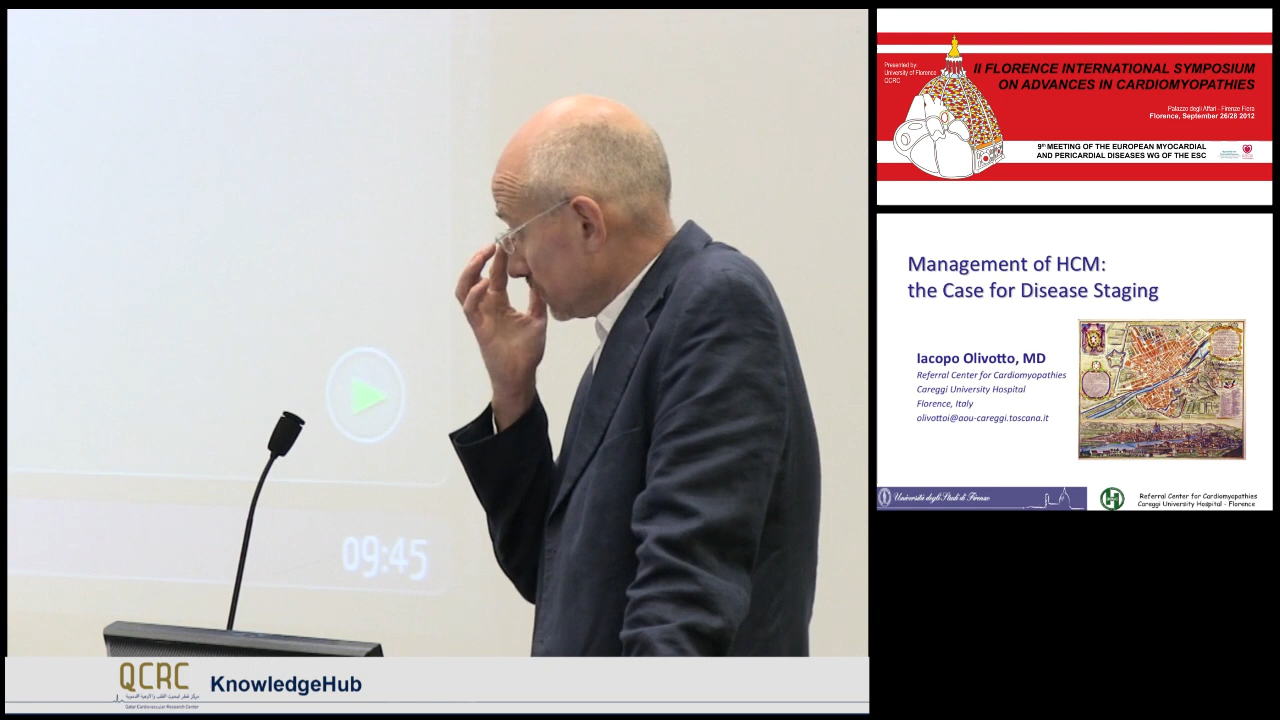 09:45
QCRC
Qatar Cardiovascular Research Center
KnowledgeHub
Presented by:
University of Florence
QCRC
II FLORENCE INTERNATIONAL SYMPOSIUM
ON ADVANCES IN CARDIOMYOPATHIES
Palazzo degli Affari - Firenze Fiera
Florence, September 26/28 2012
9th MEETING OF THE EUROPEAN MYOCARDIAL
AND PERICARDIAL DISEASES WG OF THE ESC
Management of HCM:
the Case for Disease Staging
Iacopo Olivotto, MD
Referral Center for Cardiomyopathies
Careggi University Hospital
Florence, Italy
olivottoi@aou-careggi.toscana.it
Università degli Studi di Firenze
Referral Center for Cardiomyopathies
Careggi University Hospital - Florence